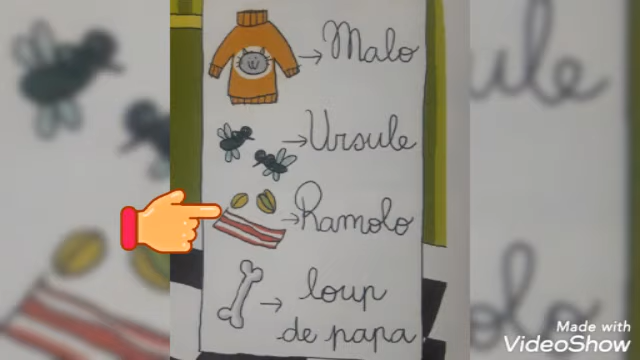 Malo
Ursule
Ramolo
loup
de papa
Made with
VideoShow